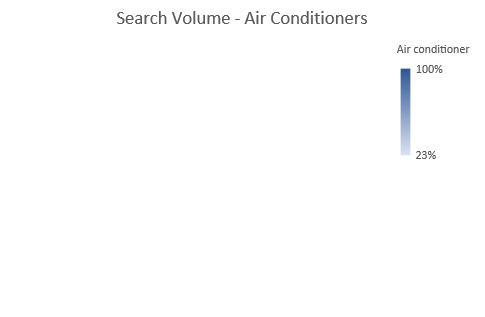 Search Volume - Air Conditioners
Air conditioner
100%
23%